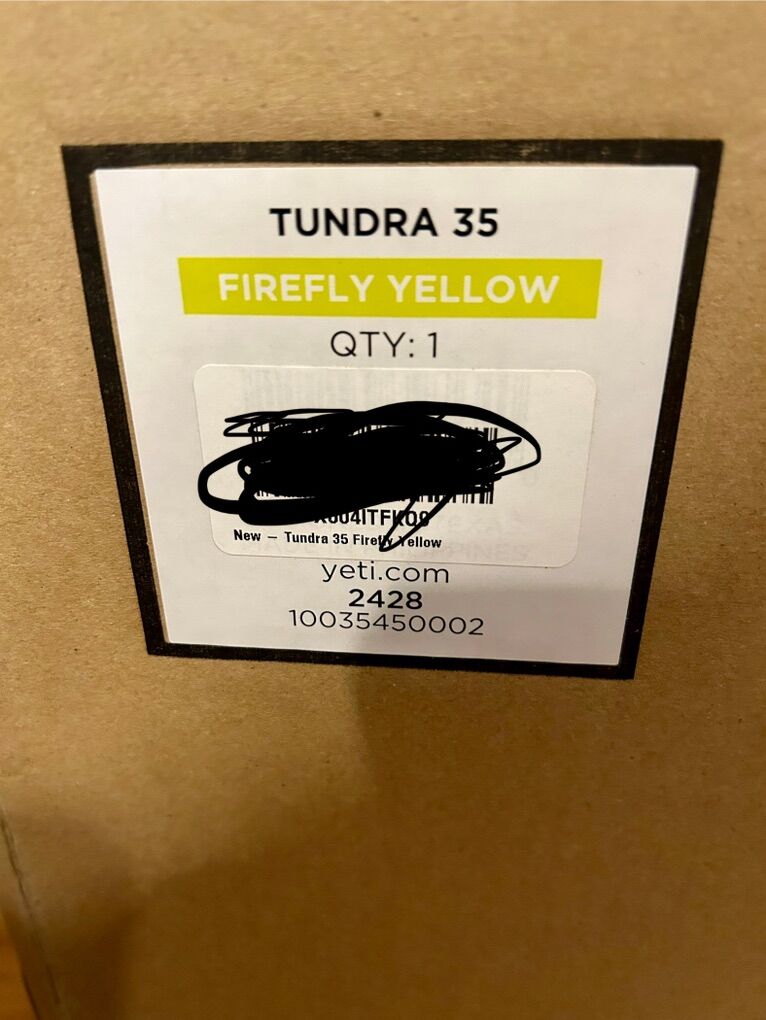 TUNDRA 35
FIREFLY YELLOW
QTY: 1
New – Tundra 35 Firefly Yellow
yeti.com
2428
10035450002